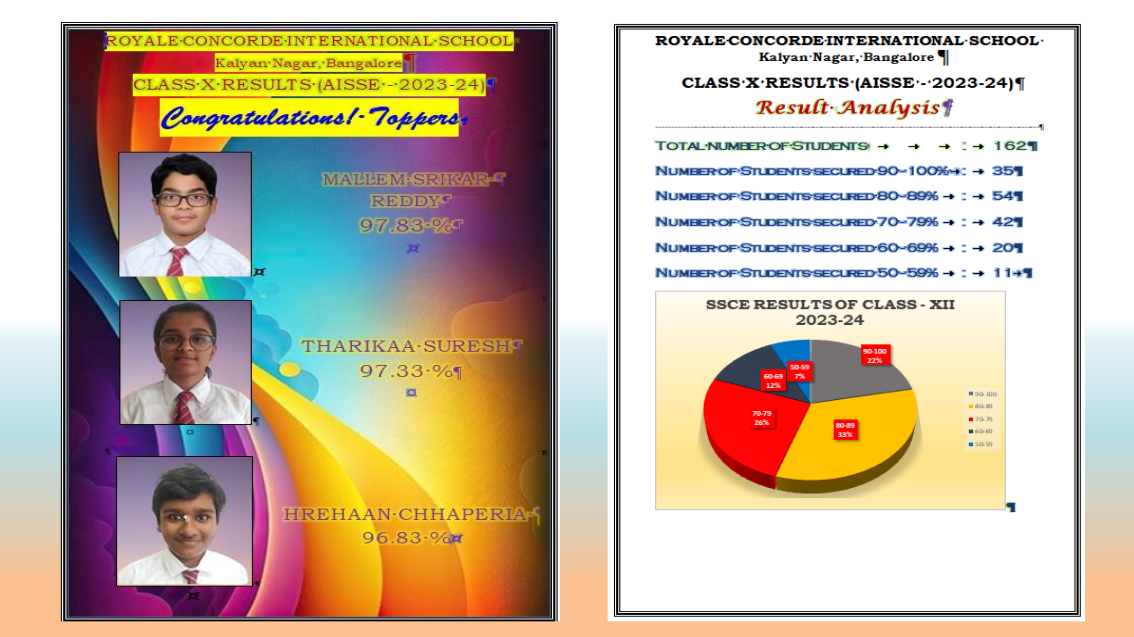 ROYALE CONCORDE INTERNATIONAL SCHOOL
Kalyan Nagar, Bangalore
CLASS X RESULTS (AISSE - 2023-24)
Congratulations! Toppers
MALLEM SRIKAR
REDDY
97.83 %
THARIKAA SURESH
97.33 %
HREHAAN CHHAPERIA
96.83 %
ROYALE CONCORDE INTERNATIONAL SCHOOL
Kalyan Nagar, Bangalore
CLASS X RESULTS (AISSE - 2023-24)
Result Analysis
TOTAL NUMBER OF STUDENTS : 162
NUMBER OF STUDENTS SECURED 90-100% : 35
NUMBER OF STUDENTS SECURED 80-89% : 54
NUMBER OF STUDENTS SECURED 70-79% : 42
NUMBER OF STUDENTS SECURED 60-69% : 20
NUMBER OF STUDENTS SECURED 50-59% : 11
SSCE RESULTS OF CLASS - XII
2023-24
90-100
22%
50-59
7%
60-69
12%
70-79
26%
80-89
33%
90-100
80-89
70-79
60-69
50-59